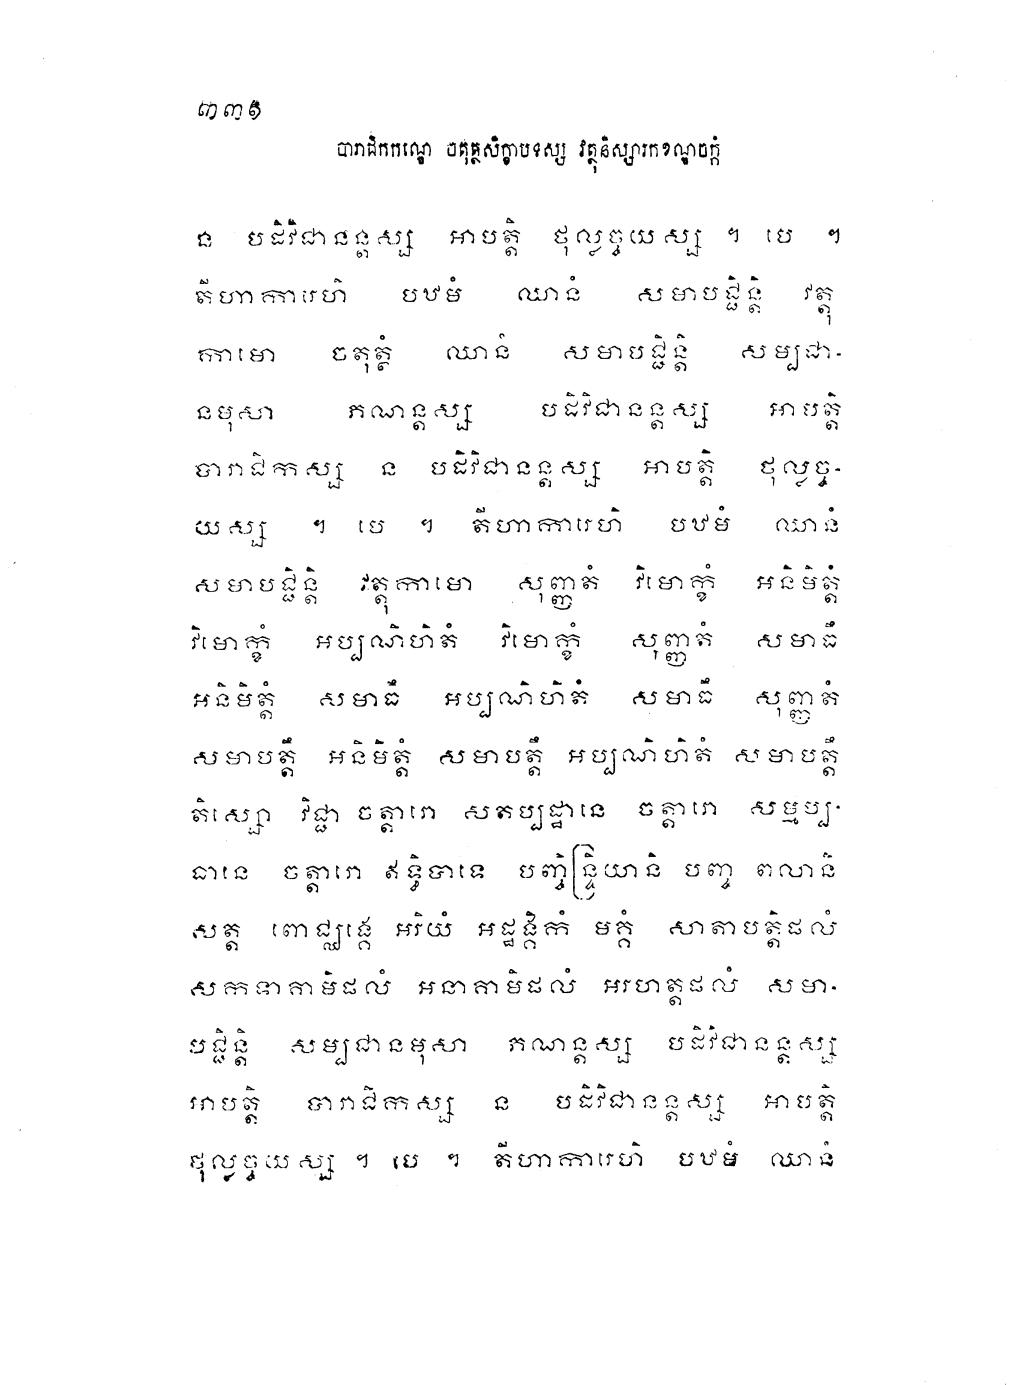 បារាជិកកណ្ឌេ ចតុត្ថសិក្ខាបទស្ស វត្ថុនិស្សារកខណ្ឌចក្កំ
ន បដិវិជានន្តស្ស អាបត្តិ ថុល្លច្ចយស្ស ។ បេ ។
តីហាការេហិ បឋមំ ឈានំ សមាបជ្ជិន្តិ វត្តុ
កាមោ ចតុត្ថំ ឈានំ សមាបជ្ជិន្តិ សម្បជា-
នមុសា ភណន្តស្ស បដិវិជានន្តស្ស អាបត្តិ
បារាជិកស្ស ន បដិវិជានន្តស្ស អាបត្តិ ថុល្លច្ច-
យស្ស ។ បេ ។ តីហាការេហិ បឋមំ ឈានំ
សមាបជ្ជិន្តិ វត្តុកាមោ សុញ្ញតំ វិមោក្ខំ អនិមិត្តំ
វិមោក្ខំ អប្បណិហិតំ វិមោក្ខំ សុញ្ញតំ សមាធឹ
អនិមិត្តំ សមាធឹ អប្បណិហិតំ សមាធឹ សុញ្ញតំ
សមាបត្តឹ អនិមិត្តំ សមាបត្តឹ អប្បណិហិតំ សមាបត្តឹ
តិស្សោ វិជ្ជា ចត្តារោ សតប្បដ្ឋានេ ចត្តារោ សម្មប្ប-
ធានេ ចត្តារោ ឥទ្ធិបាទេ បញ្ចិន្ទ្រិយានិ បញ្ច ពលានិ
សត្ត ពោជ្ឈង្គេ អរិយំ អដ្ឋង្គិកំ មគ្គំ សោតាបត្តិផលំ
សកទាគាមិផលំ អនាគាមិផលំ អរហត្តផលំ សមា-
បជ្ជិន្តិ សម្បជានមុសា ភណន្តស្ស បដិវិជានន្តស្ស
អាបត្តិ បារាជិកស្ស ន បដិវិជានន្តស្ស អាបត្តិ
ថុល្លច្ចយស្ស ។ បេ ។ តីហាការេហិ បឋមំ ឈានំ